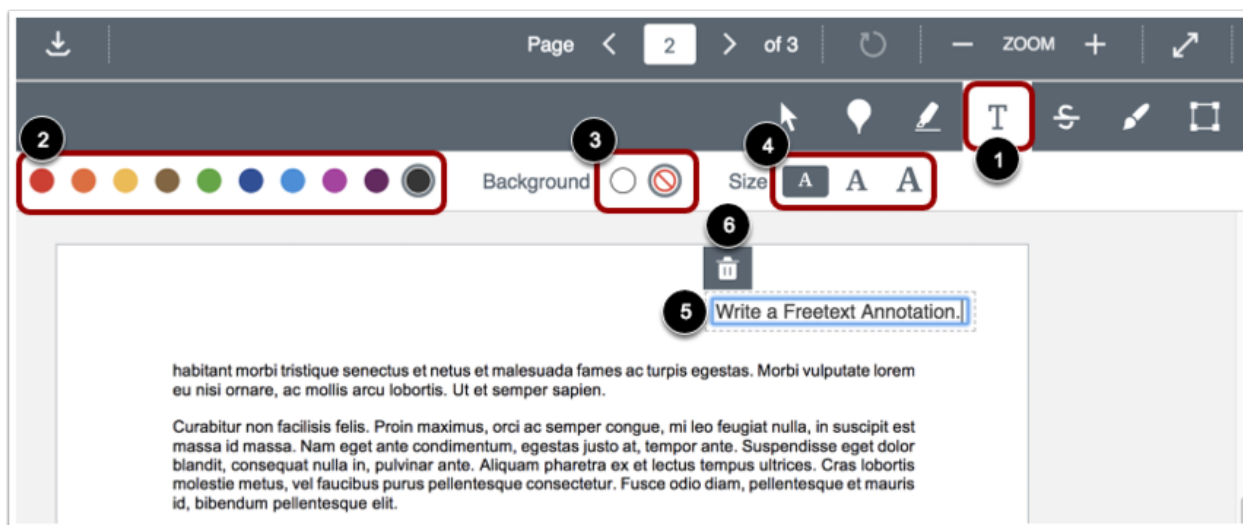 Page 2 of 3 ZOOM
T S
1
2 3 4
Background Size A A A
6
5 Write a Freetext Annotation.
habitant morbi tristique senectus et netus et malesuada fames ac turpis egestas. Morbi vulputate lorem
eu nisi ornare, ac mollis arcu lobortis. Ut et semper sapien.
Curabitur non facilisis felis. Proin maximus, orci ac semper congue, mi leo feugiat nulla, in suscipit est
massa id massa. Nam eget ante condimentum, egestas justo at, tempor ante. Suspendisse eget dolor
blandit, consequat nulla in, pulvinar ante. Aliquam pharetra ex et lectus tempus ultrices. Cras lobortis
molestie metus, vel faucibus purus pellentesque consectetur. Fusce odio diam, pellentesque et mauris
id, bibendum pellentesque elit.